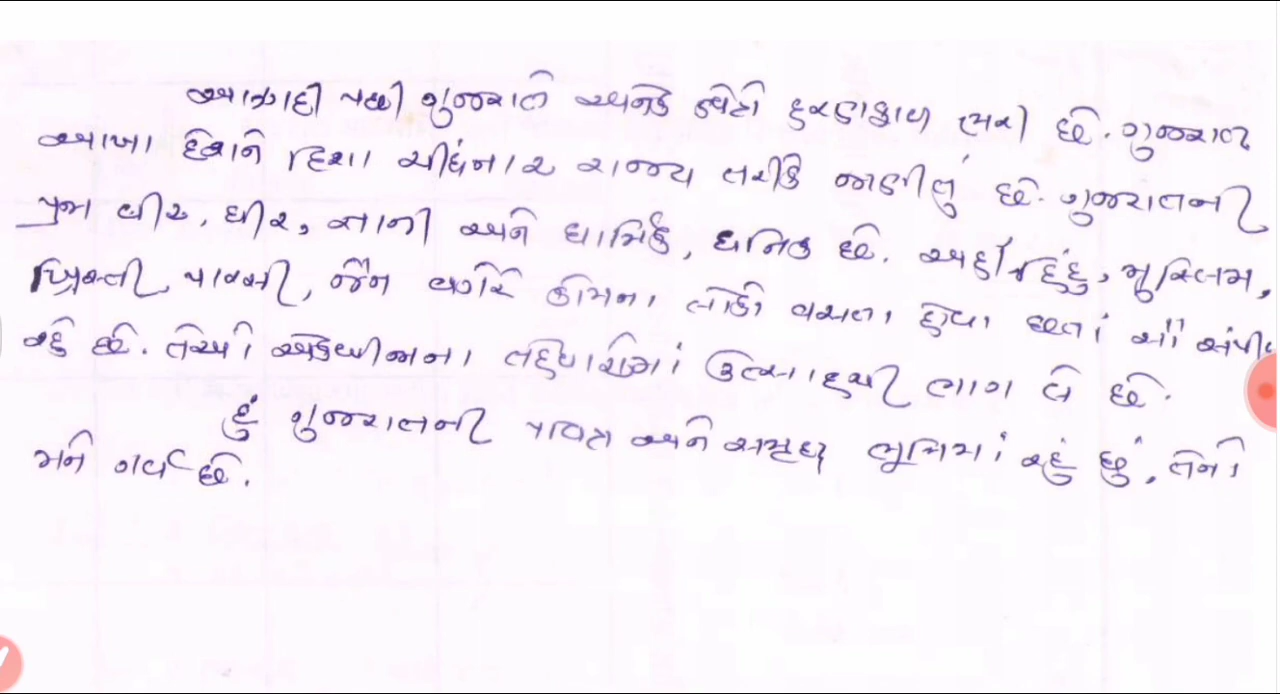 આઝાદી પછી ગુજરાતે અનેક ક્ષેત્રે હરણફાળ ભરી છે. ગુજરાત
આખા દેશને દિશા ચીંધનાર રાજ્ય તરીકે જાણીતું છે. ગુજરાતની
પ્રજા વીર, ધીર, જ્ઞાની અને ધાર્મિક, ધનિક છે. અહીં હિંદુ, મુસ્લિમ,
ખ્રિસ્તી, પારસી, જૈન વગેરે કોમના લોકો વસતા હોવા છતાં સૌ સંપીને
રહે છે. તેઓ એકબીજાના તહેવારોમાં ઉત્સાહથી ભાગ લે છે.
હું ગુજરાતની પવિત્ર અને સમૃદ્ધ ભૂમિમાં રહું છું, તેનો
મને ગર્વ છે.